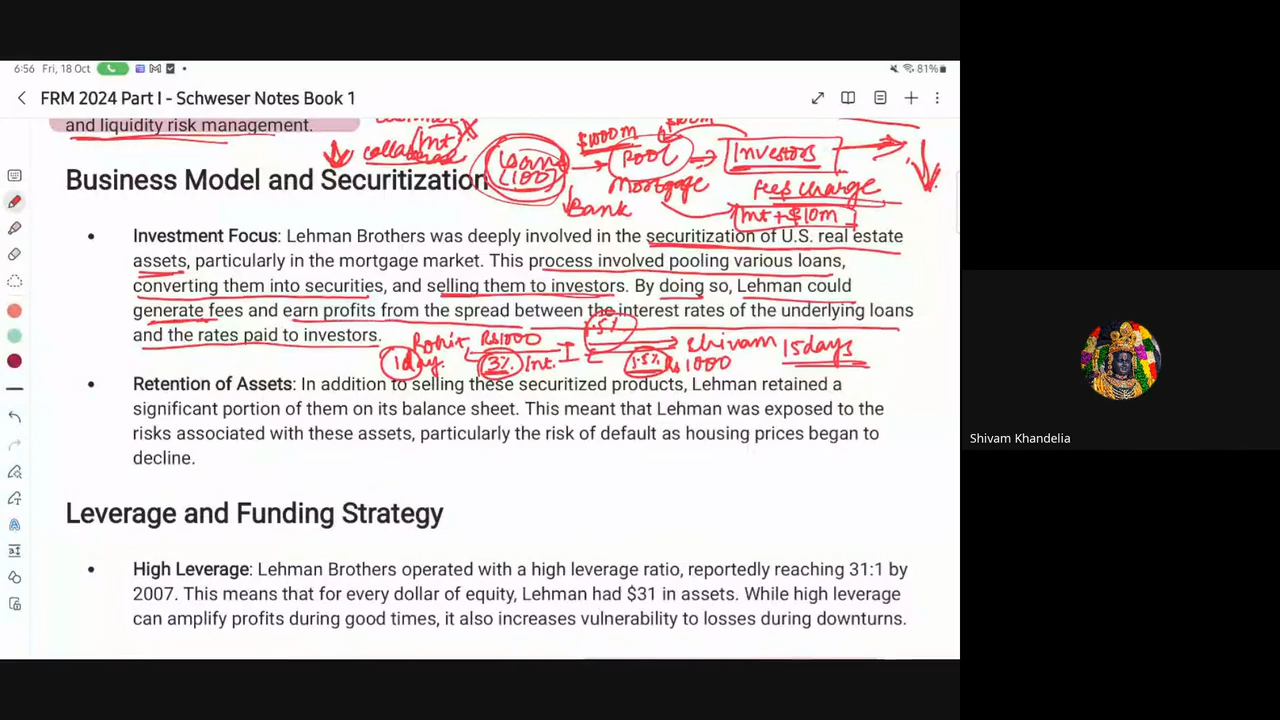 6:56 Fri, 18 Oct
81%
FRM 2024 Part I - Schweser Notes Book 1
and liquidity risk management.
$1000m
Int
collateral
Loan
Pool
Investors
Business Model and Securitization
Mortgage
Fees charge
Bank
Int + $10m
Investment Focus: Lehman Brothers was deeply involved in the securitization of U.S. real estate
assets, particularly in the mortgage market. This process involved pooling various loans,
converting them into securities, and selling them to investors. By doing so, Lehman could
generate fees and earn profits from the spread between the interest rates of the underlying loans
and the rates paid to investors.
Rohit Rs1000 1.5% Shivam 15days
1day 3% Int. I 1.5% Rs1000
Retention of Assets: In addition to selling these securitized products, Lehman retained a
significant portion of them on its balance sheet. This meant that Lehman was exposed to the
risks associated with these assets, particularly the risk of default as housing prices began to
decline.
Leverage and Funding Strategy
High Leverage: Lehman Brothers operated with a high leverage ratio, reportedly reaching 31:1 by
2007. This means that for every dollar of equity, Lehman had $31 in assets. While high leverage
can amplify profits during good times, it also increases vulnerability to losses during downturns.
Shivam Khandelia